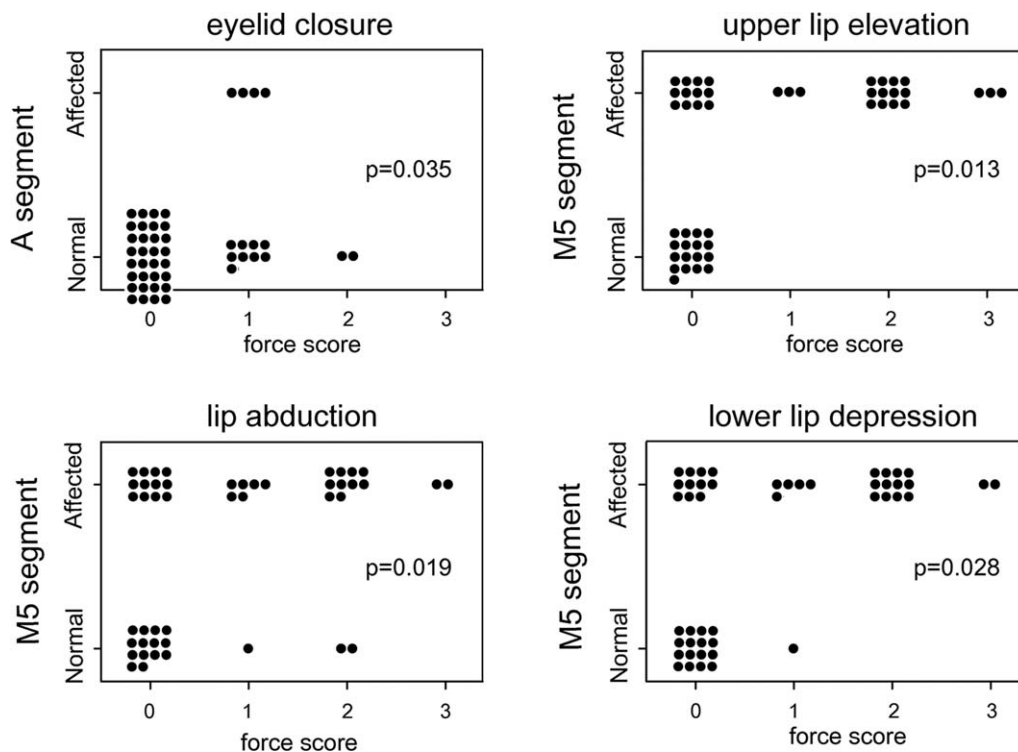 eyelid closure
A segment
Affected
Normal
p=0.035
0 1 2 3
force score
upper lip elevation
M5 segment
Affected
Normal
p=0.013
0 1 2 3
force score
lip abduction
M5 segment
Affected
Normal
p=0.019
0 1 2 3
force score
lower lip depression
M5 segment
Affected
Normal
p=0.028
0 1 2 3
force score